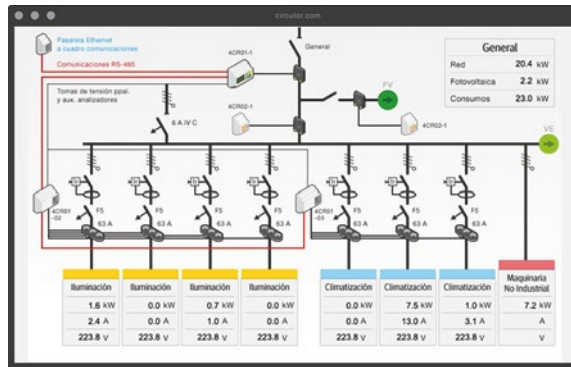 circutor.com
Pasarela Ethernet
a cuadro comunicaciones
Comunicaciones RS-485
4CR01-1
General
General
Red 20.4 kW
Fotovoltaica 2.2 kW
Consumos 23.0 kW
Tomas de tensión ppal.
y aux. analizadores
6 A IV C
4CR02-1
FV
4CR02-1
VE
4CR01
-02
F5
63 A
F5
63 A
F5
63 A
F5
63 A
4CR01
-03
F5
63 A
F5
63 A
F5
63 A
Iluminación
1.6 kW
2.4 A
223.8 V
Iluminación
0.0 kW
0.0 A
223.8 V
Iluminación
0.7 kW
1.0 A
223.8 V
Iluminación
0.0 kW
0.0 A
223.8 V
Climatización
0.0 kW
0.0 A
223.8 V
Climatización
7.5 kW
13.0 A
223.8 V
Climatización
1.0 kW
3.1 A
223.8 V
Maquinaria
No Industrial
7.2 kW
A
V